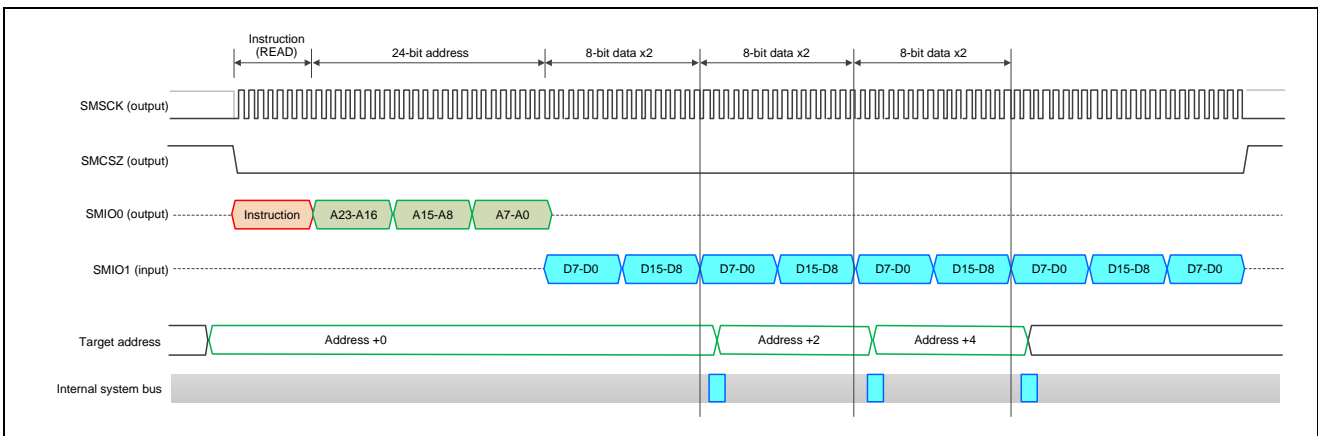 Instruction
(READ)
24-bit address
8-bit data x2
8-bit data x2
8-bit data x2
SMSCK (output)
SMCSZ (output)
SMIO0 (output)
Instruction
A23-A16
A15-A8
A7-A0
SMIO1 (input)
D7-D0
D15-D8
D7-D0
D15-D8
D7-D0
D15-D8
D7-D0
D15-D8
D7-D0
Target address
Address +0
Address +2
Address +4
Internal system bus